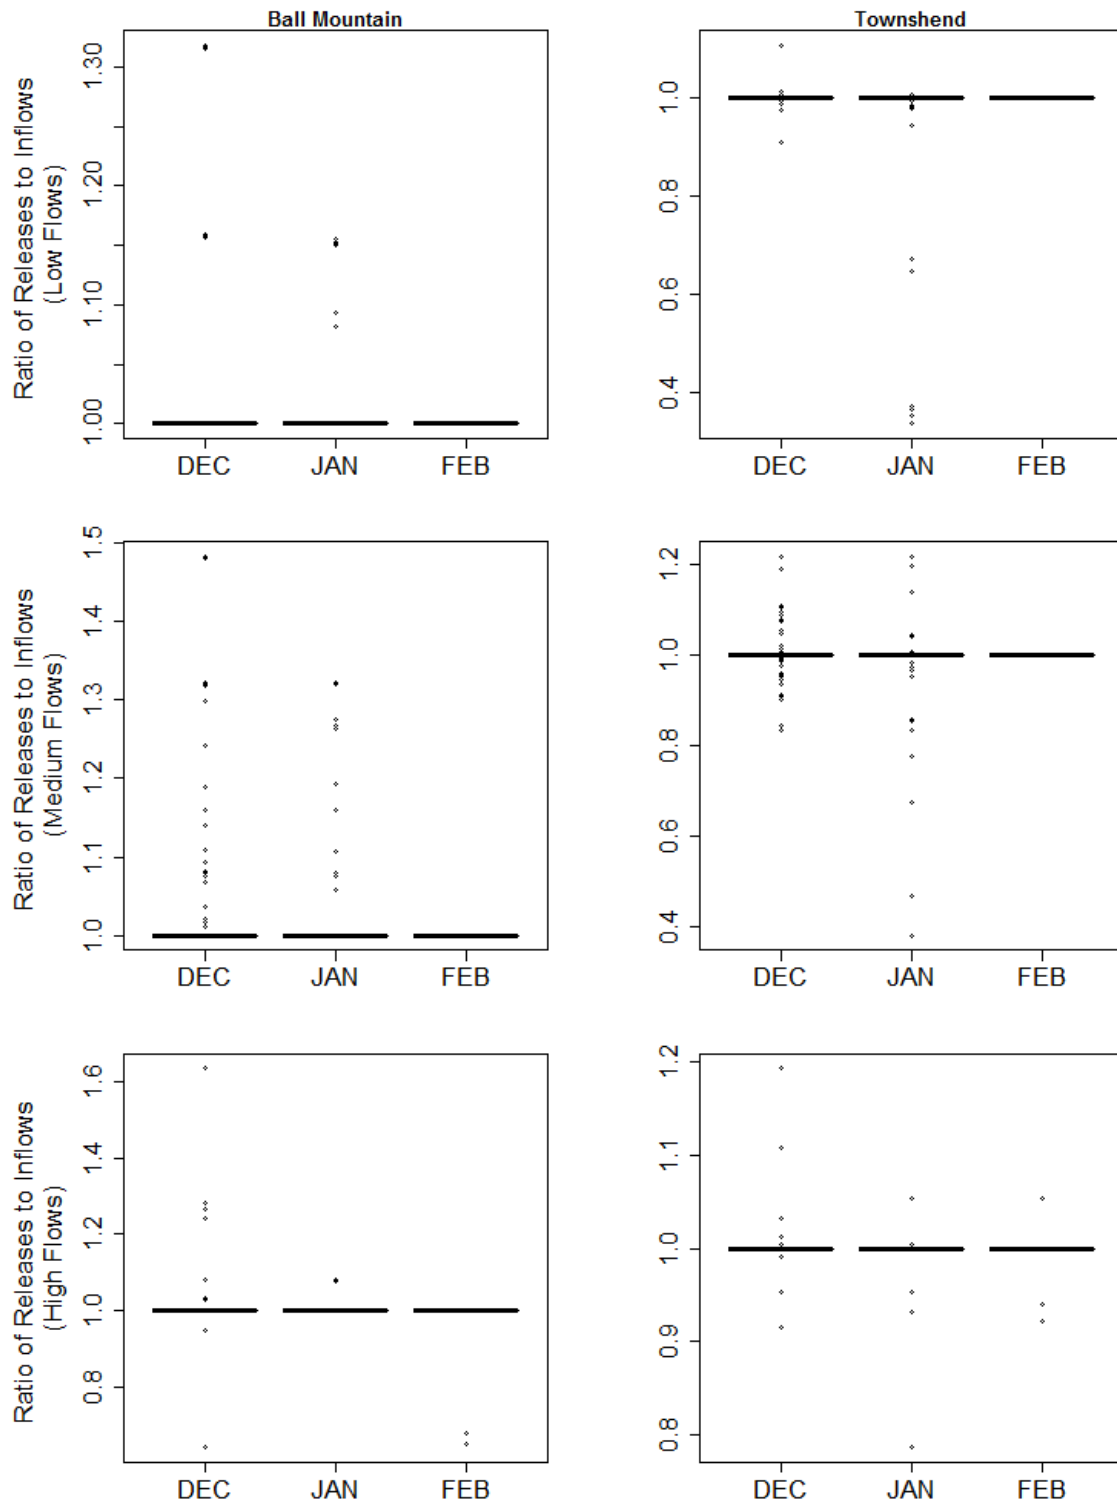 Ball Mountain
Townshend
Ratio of Releases to Inflows
(Low Flows)
1.30
1.20
1.10
1.00
DEC JAN FEB
1.0
0.8
0.6
0.4
DEC JAN FEB
Ratio of Releases to Inflows
(Medium Flows)
1.5
1.4
1.3
1.2
1.1
1.0
DEC JAN FEB
1.2
1.0
0.8
0.6
0.4
DEC JAN FEB
Ratio of Releases to Inflows
(High Flows)
1.6
1.4
1.2
1.0
0.8
DEC JAN FEB
1.2
1.1
1.0
0.9
0.8
DEC JAN FEB